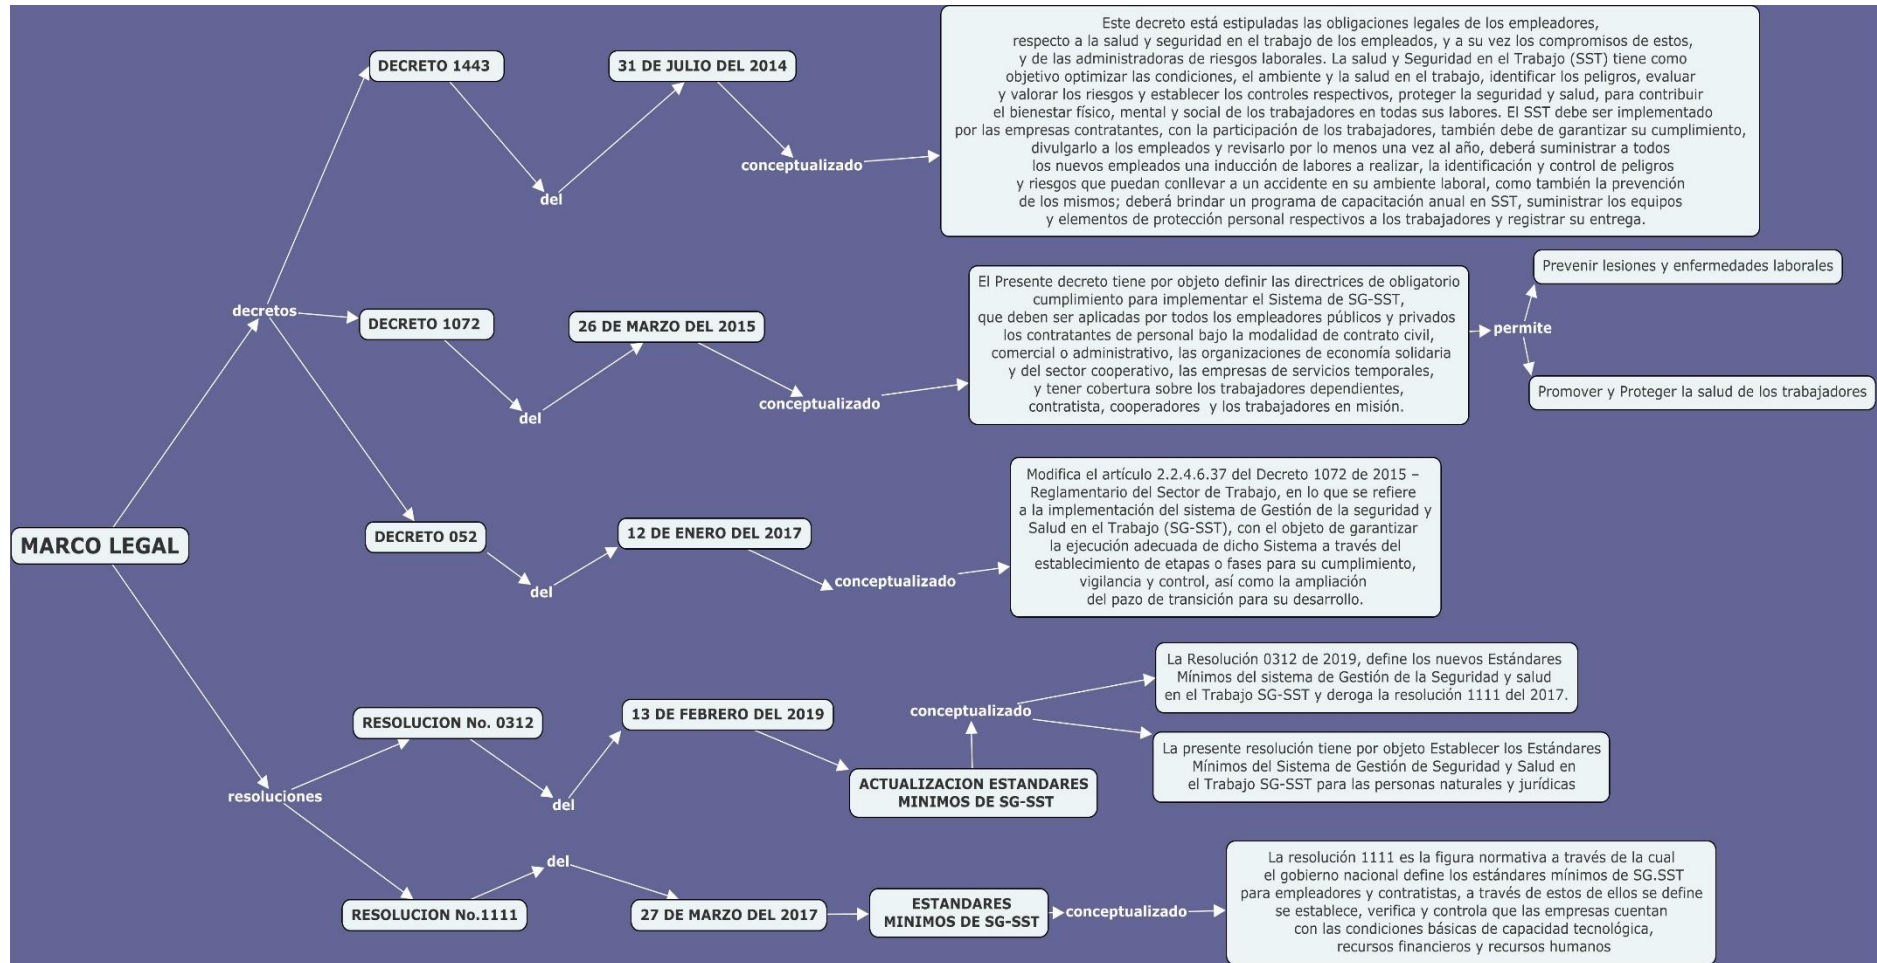 MARCO LEGAL
decretos
DECRETO 1443
del
31 DE JULIO DEL 2014
conceptualizado
Este decreto está estipuladas las obligaciones legales de los empleadores,
respecto a la salud y seguridad en el trabajo de los empleados, y a su vez los compromisos de estos,
y de las administradoras de riesgos laborales. La salud y Seguridad en el Trabajo (SST) tiene como
objetivo optimizar las condiciones, el ambiente y la salud en el trabajo, identificar los peligros, evaluar
y valorar los riesgos y establecer los controles respectivos, proteger la seguridad y salud, para contribuir
el bienestar físico, mental y social de los trabajadores en todas sus labores. El SST debe ser implementado
por las empresas contratantes, con la participación de los trabajadores, también debe de garantizar su cumplimiento,
divulgarlo a los empleados y revisarlo por lo menos una vez al año, deberá suministrar a todos
los nuevos empleados una inducción de labores a realizar, la identificación y control de peligros
y riesgos que puedan conllevar a un accidente en su ambiente laboral, como también la prevención
de los mismos; deberá brindar un programa de capacitación anual en SST, suministrar los equipos
y elementos de protección personal respectivos a los trabajadores y registrar su entrega.
DECRETO 1072
del
26 DE MARZO DEL 2015
conceptualizado
El Presente decreto tiene por objeto definir las directrices de obligatorio
cumplimiento para implementar el Sistema de SG-SST,
que deben ser aplicadas por todos los empleadores públicos y privados
los contratantes de personal bajo la modalidad de contrato civil,
comercial o administrativo, las organizaciones de economía solidaria
y del sector cooperativo, las empresas de servicios temporales,
y tener cobertura sobre los trabajadores dependientes,
contratista, cooperadores y los trabajadores en misión.
permite
Prevenir lesiones y enfermedades laborales
Promover y Proteger la salud de los trabajadores
DECRETO 052
del
12 DE ENERO DEL 2017
conceptualizado
Modifica el artículo 2.2.4.6.37 del Decreto 1072 de 2015 –
Reglamentario del Sector de Trabajo, en lo que se refiere
a la implementación del sistema de Gestión de la seguridad y
Salud en el Trabajo (SG-SST), con el objeto de garantizar
la ejecución adecuada de dicho Sistema a través del
establecimiento de etapas o fases para su cumplimiento,
vigilancia y control, así como la ampliación
del pazo de transición para su desarrollo.
resoluciones
RESOLUCION No. 0312
del
13 DE FEBRERO DEL 2019
ACTUALIZACION ESTANDARES
MINIMOS DE SG-SST
conceptualizado
La Resolución 0312 de 2019, define los nuevos Estándares
Mínimos del sistema de Gestión de la Seguridad y salud
en el Trabajo SG-SST y deroga la resolución 1111 del 2017.
La presente resolución tiene por objeto Establecer los Estándares
Mínimos del Sistema de Gestión de Seguridad y Salud en
el Trabajo SG-SST para las personas naturales y jurídicas
RESOLUCION No.1111
del
27 DE MARZO DEL 2017
ESTANDARES
MINIMOS DE SG-SST
conceptualizado
La resolución 1111 es la figura normativa a través de la cual
el gobierno nacional define los estándares mínimos de SG.SST
para empleadores y contratistas, a través de estos de ellos se define
se establece, verifica y controla que las empresas cuentan
con las condiciones básicas de capacidad tecnológica,
recursos financieros y recursos humanos